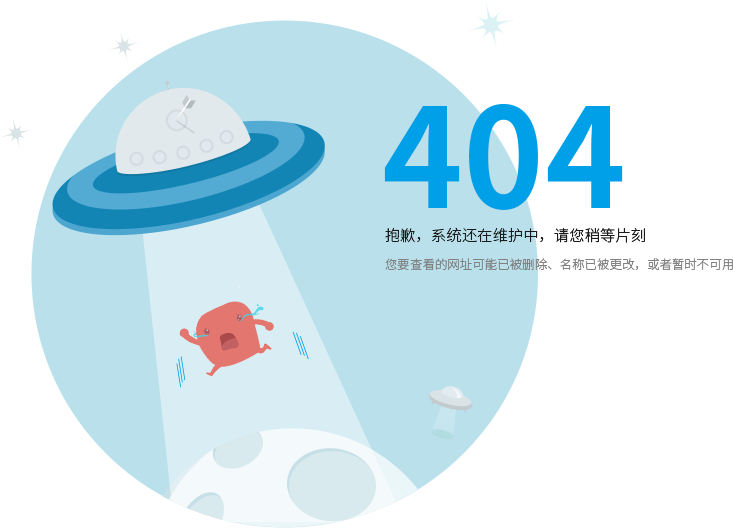 404
抱歉，系统还在维护中，请您稍等片刻
您要查看的网址可能已被删除、名称已被更改，或者暂时不可用